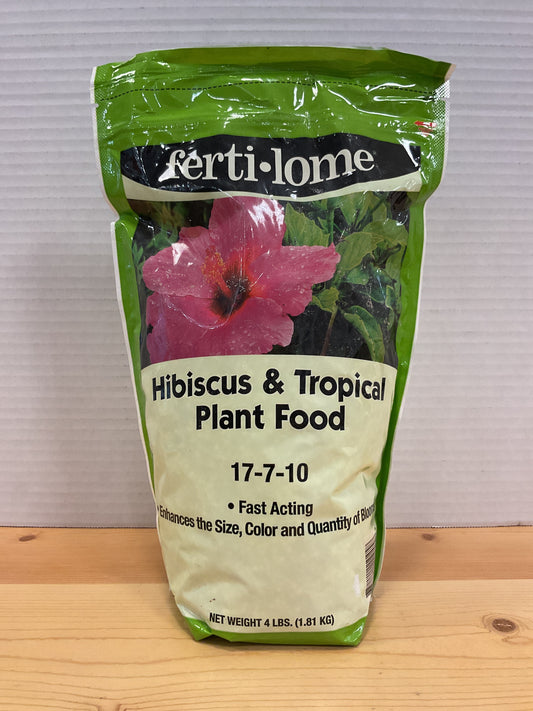 ferti•lome
Hibiscus & Tropical
Plant Food
17-7-10
• Fast Acting
Enhances the Size, Color and Quantity of
NET WEIGHT 4 LBS. (1.81 KG)